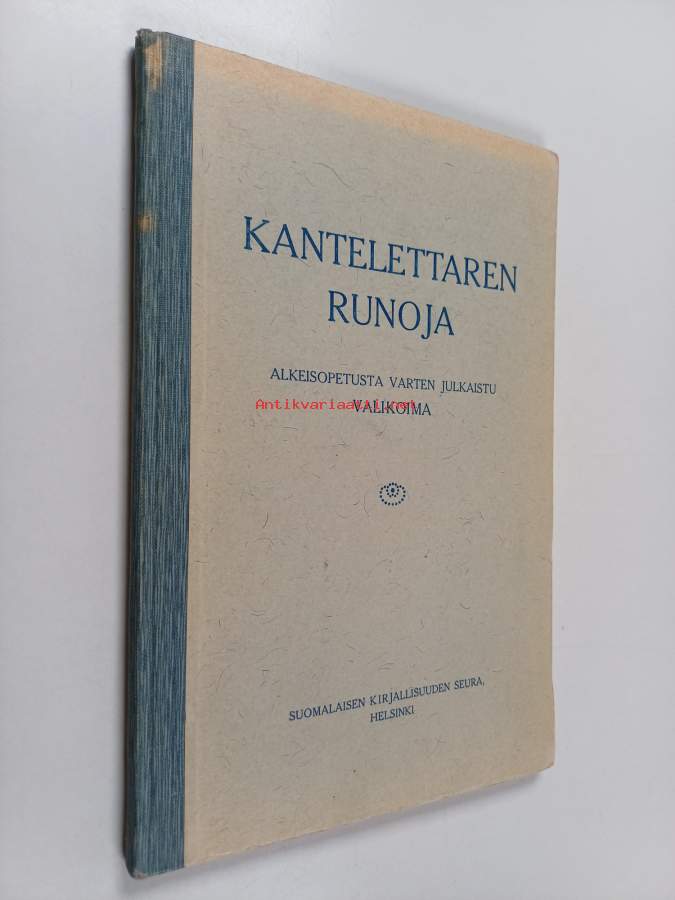 KANTELETTAREN
RUNOJA
ALKEISOPETUSTA VARTEN JULKAISTU
VALIKOIMA
Antikvariaatti.net
SUOMALAISEN KIRJALLISUUDEN SEURA,
HELSINKI